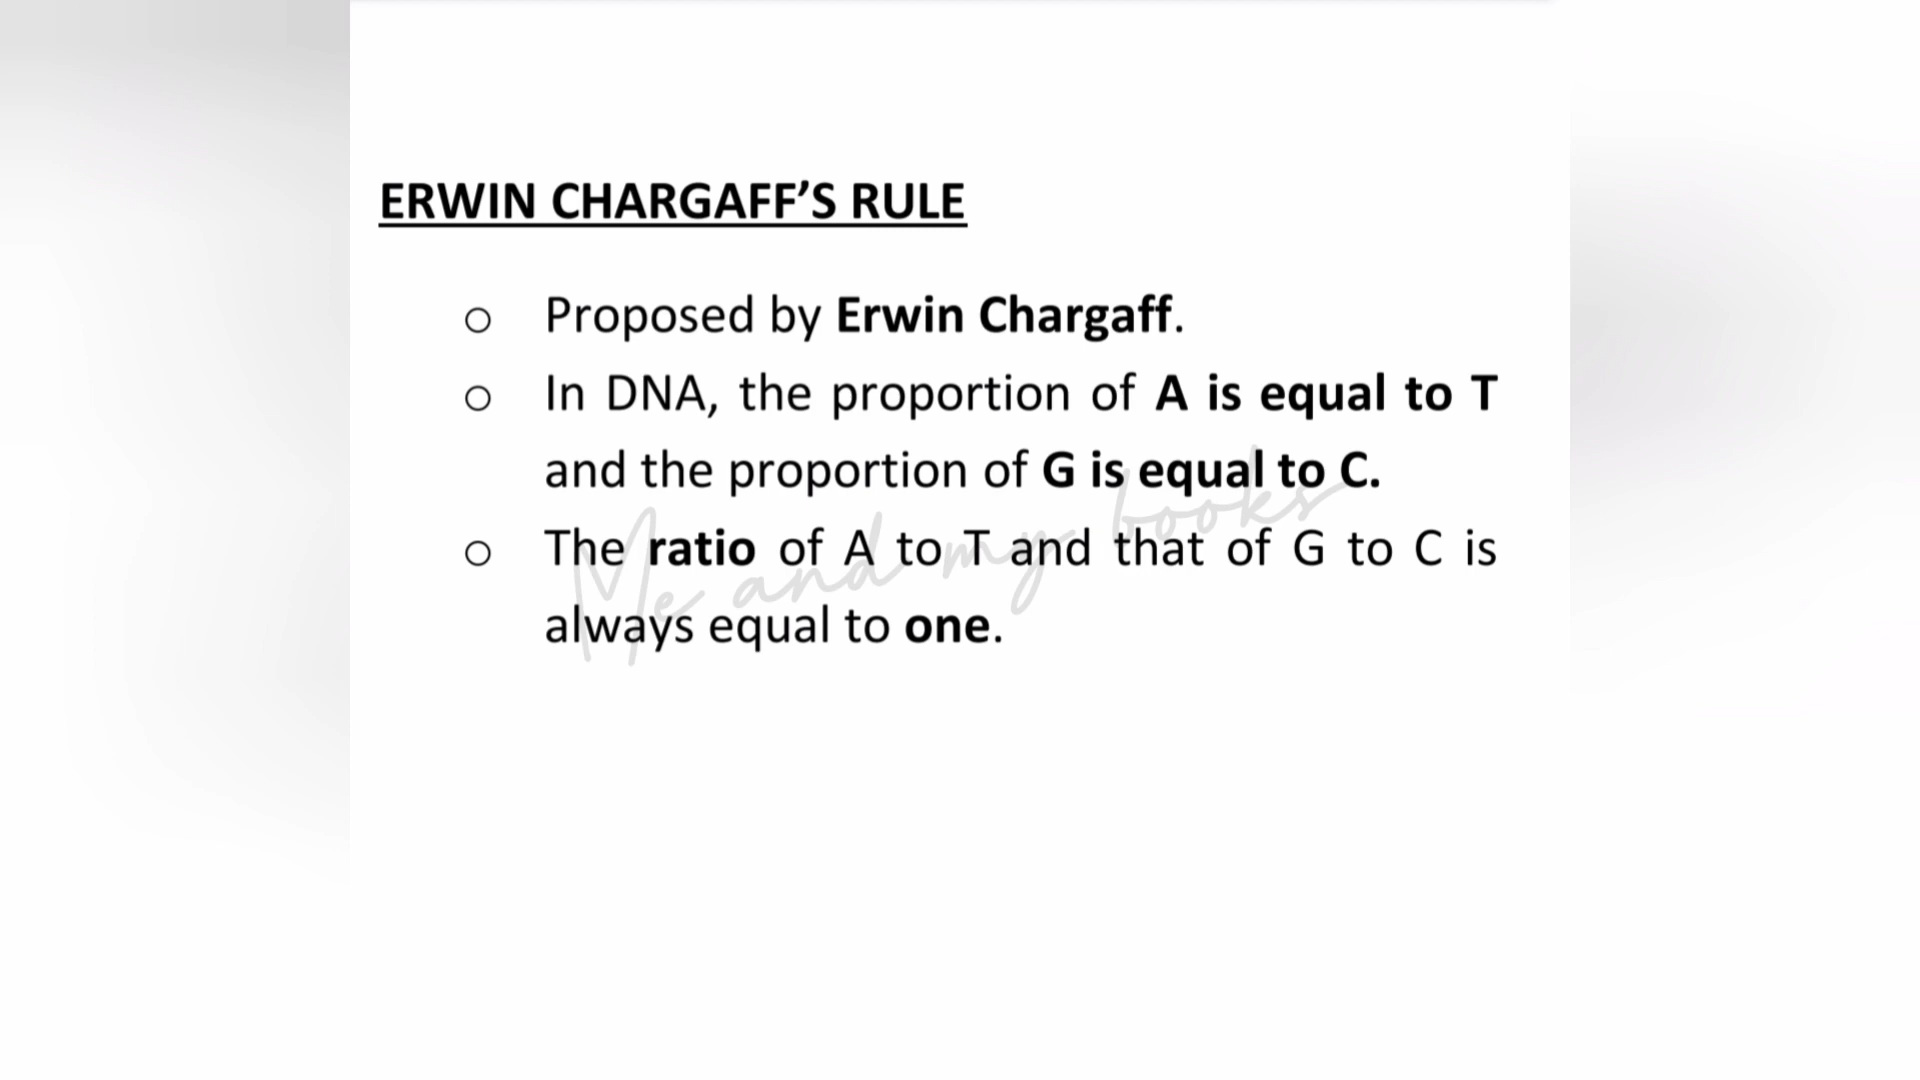 ERWIN CHARGAFF’S RULE
o Proposed by Erwin Chargaff.
o In DNA, the proportion of A is equal to T
and the proportion of G is equal to C.
o The ratio of A to T and that of G to C is
always equal to one.
Me and my books